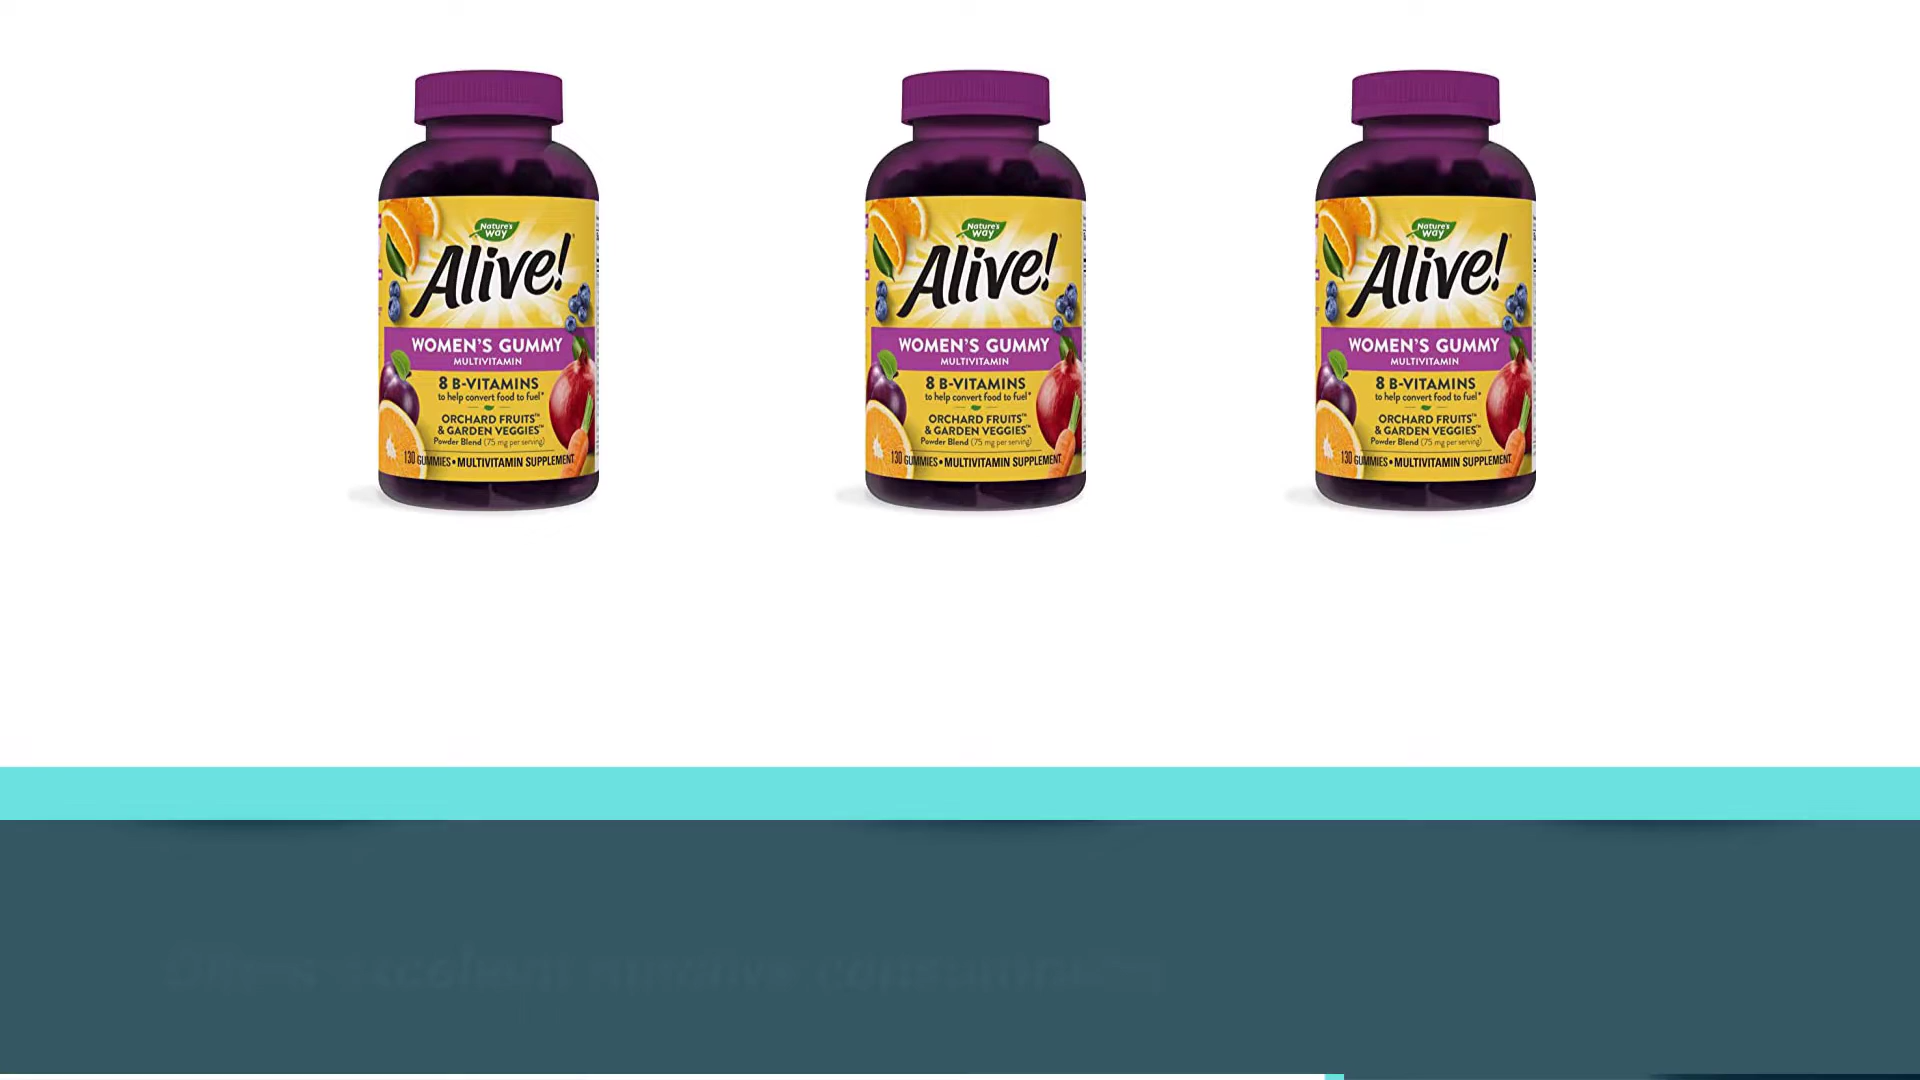 Nature's
Way
Alive!
WOMEN'S GUMMY
MULTIVITAMIN
8 B-VITAMINS
to help convert food to fuel*
ORCHARD FRUITS™
& GARDEN VEGGIES™
Powder Blend (75 mg per serving)
130 GUMMIES • MULTIVITAMIN SUPPLEMENT
Nature's
Way
Alive!
WOMEN'S GUMMY
MULTIVITAMIN
8 B-VITAMINS
to help convert food to fuel*
ORCHARD FRUITS™
& GARDEN VEGGIES™
Powder Blend (75 mg per serving)
130 GUMMIES • MULTIVITAMIN SUPPLEMENT
Nature's
Way
Alive!
WOMEN'S GUMMY
MULTIVITAMIN
8 B-VITAMINS
to help convert food to fuel*
ORCHARD FRUITS™
& GARDEN VEGGIES™
Powder Blend (75 mg per serving)
130 GUMMIES • MULTIVITAMIN SUPPLEMENT